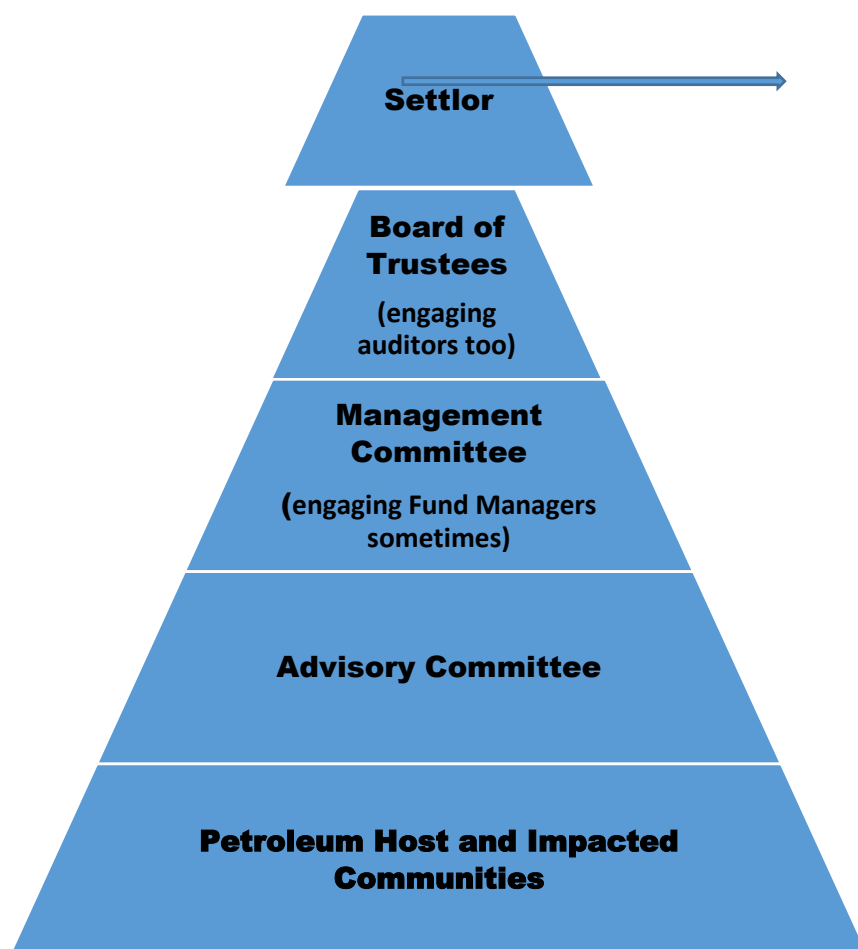 Settlor
Board of
Trustees
(engaging
auditors too)
Management
Committee
(engaging Fund Managers
sometimes)
Advisory Committee
Petroleum Host and Impacted
Communities